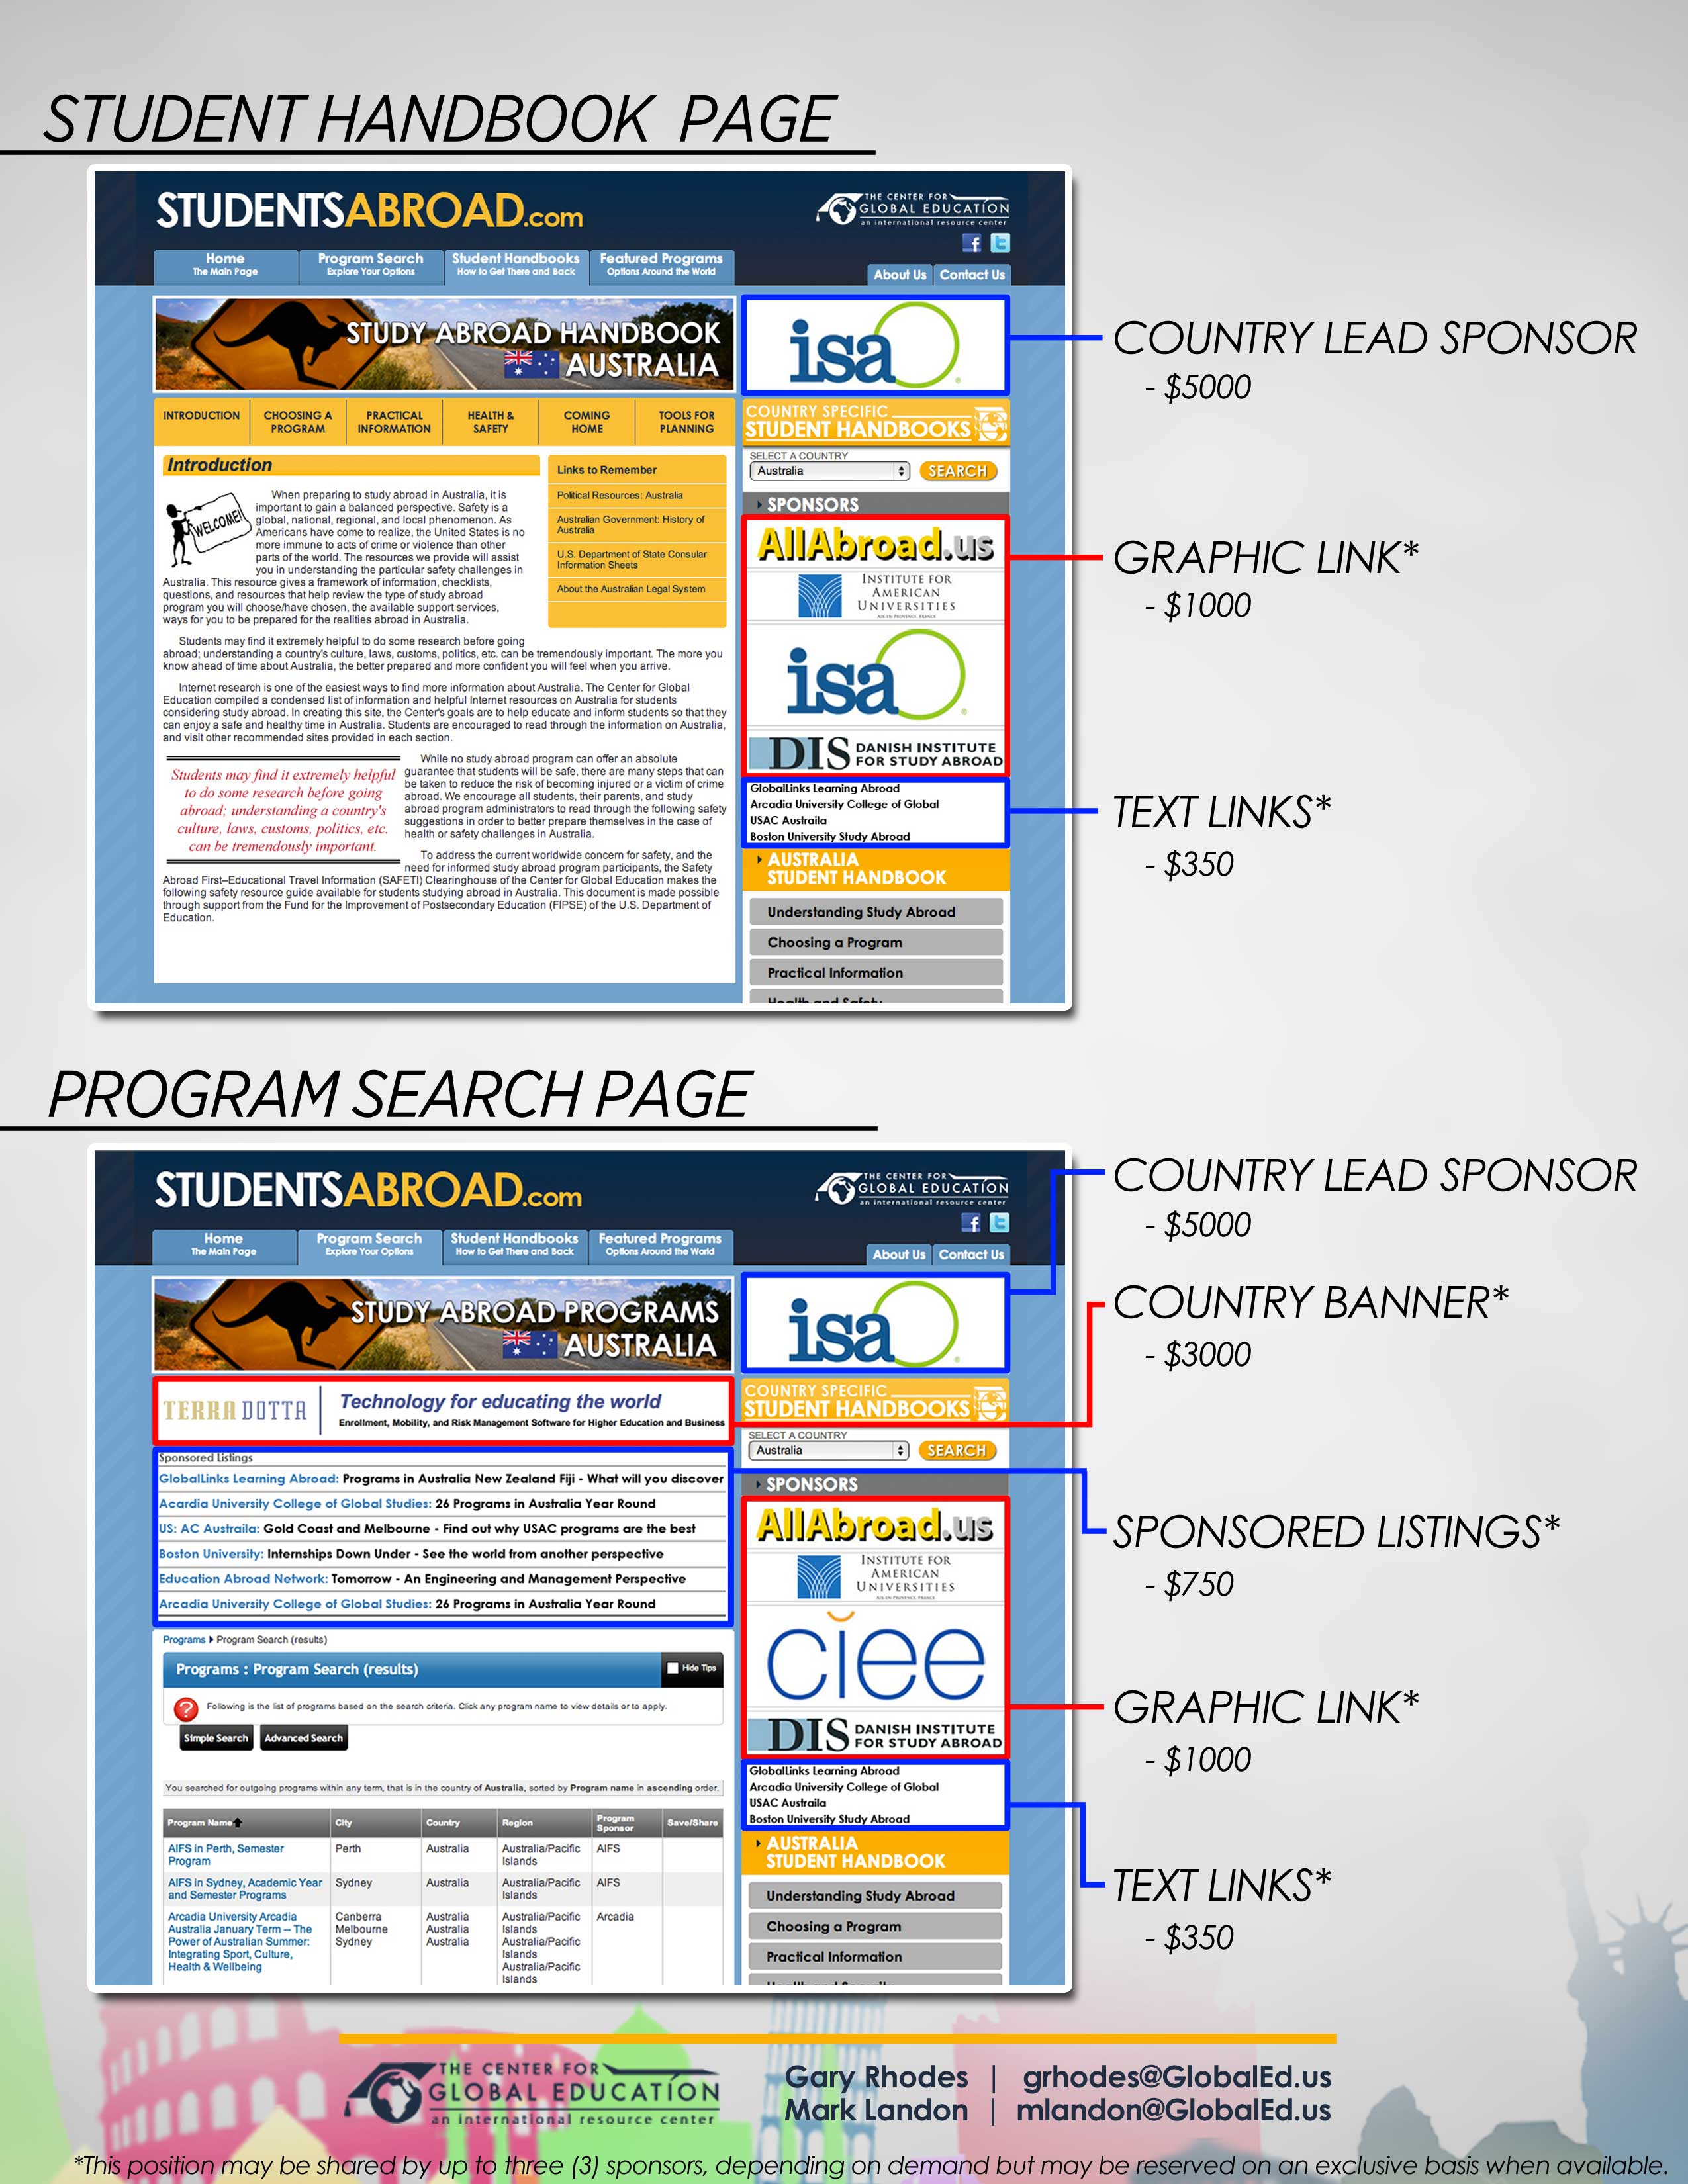 STUDENT HANDBOOK PAGE
STUDENTSABROAD.com
THE CENTER FOR
GLOBAL EDUCATION
an international resource center
Home
The Main Page
Program Search
Explore Your Options
Student Handbooks
How to Get There and Back
Featured Programs
Options Around the World
About Us
Contact Us
STUDY ABROAD HANDBOOK
AUSTRALIA
isa
COUNTRY LEAD SPONSOR
- $5000
INTRODUCTION
CHOOSING A
PROGRAM
PRACTICAL
INFORMATION
HEALTH &
SAFETY
COMING
HOME
TOOLS FOR
PLANNING
COUNTRY SPECIFIC
STUDENT HANDBOOKS
SELECT A COUNTRY
Australia
SEARCH
SPONSORS
Introduction
WELCOME!
When preparing to study abroad in Australia, it is
important to gain a balanced perspective. Safety is a
global, national, regional, and local phenomenon. As
Americans have come to realize, the United States is no
more immune to acts of crime or violence than other
parts of the world. The resources we provide will assist
you in understanding the particular safety challenges in
Australia. This resource gives a framework of information, checklists,
questions, and resources that help review the type of study abroad
program you will choose/have chosen, the available support services,
ways for you to be prepared for the realities abroad in Australia.
Links to Remember
Political Resources: Australia
Australian Government: History of
Australia
U.S. Department of State Consular
Information Sheets
About the Australian Legal System
Students may find it extremely helpful to do some research before going
abroad; understanding a country's culture, laws, customs, politics, etc. can be tremendously important. The more you
know ahead of time about Australia, the better prepared and more confident you will feel when you arrive.
Internet research is one of the easiest ways to find more information about Australia. The Center for Global
Education compiled a condensed list of information and helpful Internet resources on Australia for students
considering study abroad. In creating this site, the Center's goals are to help educate and inform students so that they
can enjoy a safe and healthy time in Australia. Students are encouraged to read through the information on Australia,
and visit other recommended sites provided in each section.
Students may find it extremely helpful
to do some research before going
abroad; understanding a country's
culture, laws, customs, politics, etc.
can be tremendously important.
While no study abroad program can offer an absolute
guarantee that students will be safe, there are many steps that can
be taken to reduce the risk of becoming injured or a victim of crime
abroad. We encourage all students, their parents, and study
abroad program administrators to read through the following safety
suggestions in order to better prepare themselves in the case of
health or safety challenges in Australia.
To address the current worldwide concern for safety, and the
need for informed study abroad program participants, the Safety
Abroad First–Educational Travel Information (SAFETI) Clearinghouse of the Center for Global Education makes the
following safety resource guide available for students studying abroad in Australia. This document is made possible
through support from the Fund for the Improvement of Postsecondary Education (FIPSE) of the U.S. Department of
Education.
AllAbroad.us
INSTITUTE FOR
AMERICAN
UNIVERSITIES
AIX-EN-PROVENCE, FRANCE
isa
DIS DANISH INSTITUTE
FOR STUDY ABROAD
GRAPHIC LINK*
- $1000
GlobalLinks Learning Abroad
Arcadia University College of Global
USAC Austraila
Boston University Study Abroad
TEXT LINKS*
- $350
AUSTRALIA
STUDENT HANDBOOK
Understanding Study Abroad
Choosing a Program
Practical Information
Health and Safety
PROGRAM SEARCH PAGE
STUDENTSABROAD.com
THE CENTER FOR
GLOBAL EDUCATION
an international resource center
Home
The Main Page
Program Search
Explore Your Options
Student Handbooks
How to Get There and Back
Featured Programs
Options Around the World
About Us
Contact Us
STUDY ABROAD PROGRAMS
AUSTRALIA
isa
COUNTRY LEAD SPONSOR
- $5000
COUNTRY BANNER*
- $3000
TERRA DOTTA
Technology for educating the world
Enrollment, Mobility, and Risk Management Software for Higher Education and Business
COUNTRY SPECIFIC
STUDENT HANDBOOKS
SELECT A COUNTRY
Australia
SEARCH
SPONSORS
Sponsored Listings
GlobalLinks Learning Abroad: Programs in Australia New Zealand Fiji - What will you discover
Acardia University College of Global Studies: 26 Programs in Australia Year Round
US: AC Austraila: Gold Coast and Melbourne - Find out why USAC programs are the best
Boston University: Internships Down Under - See the world from another perspective
Education Abroad Network: Tomorrow - An Engineering and Management Perspective
Arcadia University College of Global Studies: 26 Programs in Australia Year Round
SPONSORED LISTINGS*
- $750
AllAbroad.us
INSTITUTE FOR
AMERICAN
UNIVERSITIES
AIX-EN-PROVENCE, FRANCE
ciee
DIS DANISH INSTITUTE
FOR STUDY ABROAD
GRAPHIC LINK*
- $1000
Programs Program Search (results)
Programs : Program Search (results)
Hide Tips
Following is the list of programs based on the search criteria. Click any program name to view details or to apply.
Simple Search
Advanced Search
You searched for outgoing programs within any term, that is in the country of Australia, sorted by Program name in ascending order.
Program Name
City
Country
Region
Program
Sponsor
Save/Share
AIFS in Perth, Semester
Program
Perth
Australia
Australia/Pacific
Islands
AIFS
AIFS in Sydney, Academic Year
and Semester Programs
Sydney
Australia
Australia/Pacific
Islands
AIFS
Arcadia University Arcadia
Australia January Term -- The
Power of Australian Summer:
Integrating Sport, Culture,
Health & Wellbeing
Canberra
Melbourne
Sydney
Australia
Australia
Australia
Australia/Pacific
Islands
Australia/Pacific
Islands
Australia/Pacific
Islands
Arcadia
GlobalLinks Learning Abroad
Arcadia University College of Global
USAC Austraila
Boston University Study Abroad
TEXT LINKS*
- $350
AUSTRALIA
STUDENT HANDBOOK
Understanding Study Abroad
Choosing a Program
Practical Information
THE CENTER FOR
GLOBAL EDUCATION
an international resource center
Gary Rhodes | grhodes@GlobalEd.us
Mark Landon | mlandon@GlobalEd.us
*This position may be shared by up to three (3) sponsors, depending on demand but may be reserved on an exclusive basis when available.